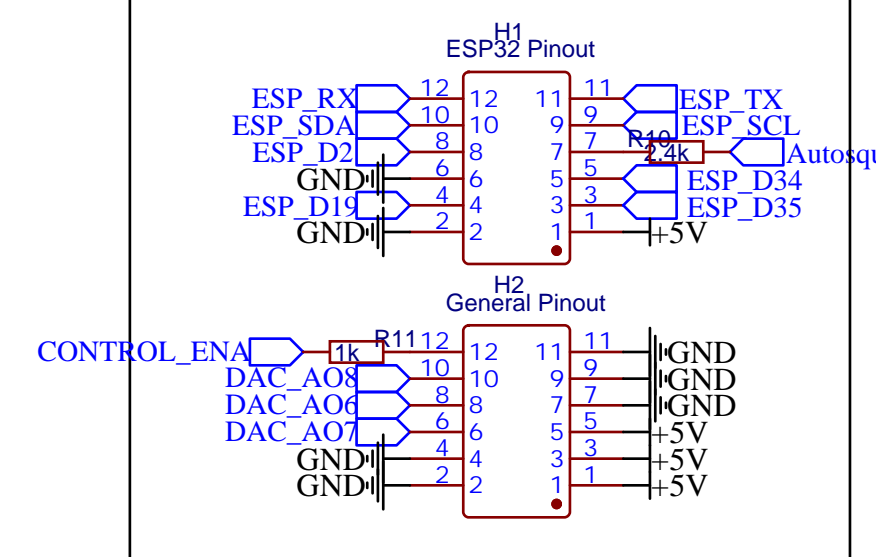 H1
ESP32 Pinout
ESP_RX 12 12 11 11 ESP_TX
ESP_SDA 10 10 9 9 ESP_SCL
ESP_D2 8 8 7 7 R10 2.4k Autosqu
GND 6 6 5 5 ESP_D34
ESP_D19 4 4 3 3 ESP_D35
GND 2 2 1 1 +5V
H2
General Pinout
CONTROL_ENA 1k R11 12 12 11 11 GND
DAC_AO8 10 10 9 9 GND
DAC_AO6 8 8 7 7 GND
DAC_AO7 6 6 5 5 +5V
GND 4 4 3 3 +5V
GND 2 2 1 1 +5V